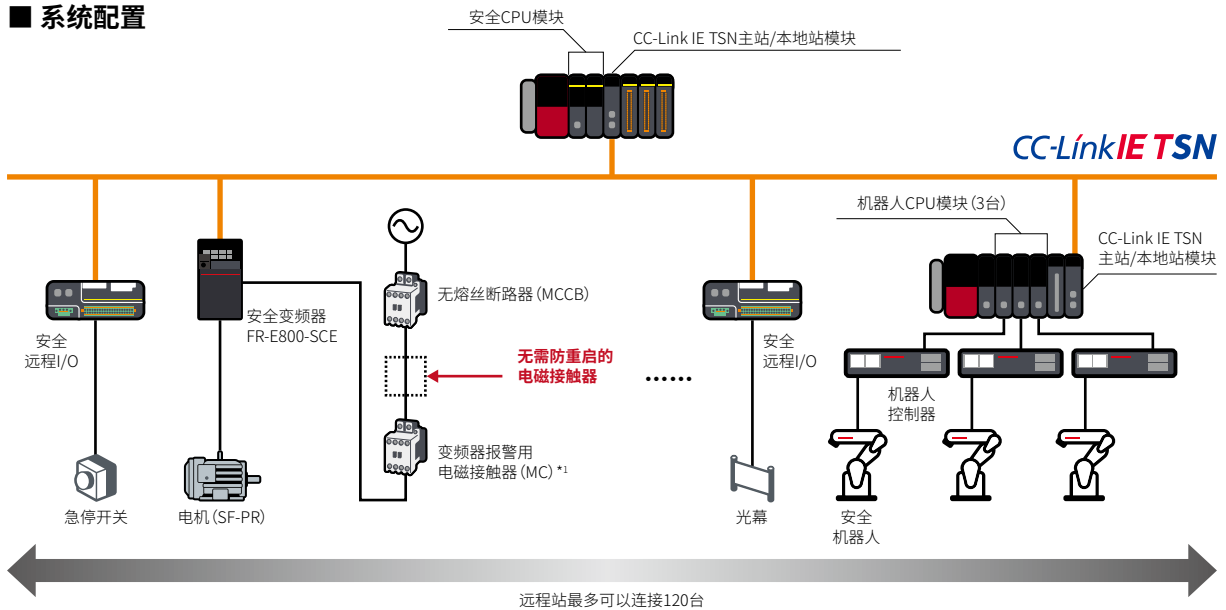 ■ 系统配置
安全CPU模块
CC-Link IE TSN主站/本地站模块
CC-Link IE TSN
机器人CPU模块(3台)
CC-Link IE TSN
主站/本地站模块
安全
远程I/O
安全变频器
FR-E800-SCE
无熔丝断路器(MCCB)
无需防重启的
电磁接触器
......
安全
远程I/O
机器人
控制器
变频器报警用
电磁接触器(MC)*1
急停开关
电机(SF-PR)
光幕
安全
机器人
远程站最多可以连接120台